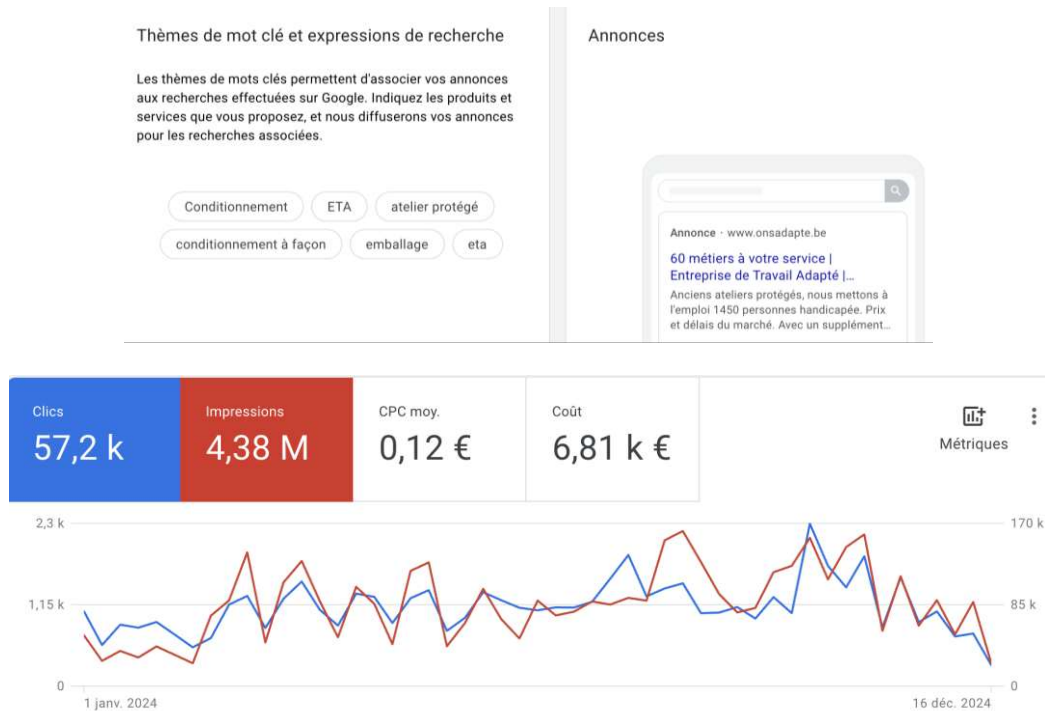 Thèmes de mot clé et expressions de recherche
Les thèmes de mots clés permettent d'associer vos annonces
aux recherches effectuées sur Google. Indiquez les produits et
services que vous proposez, et nous diffuserons vos annonces
pour les recherches associées.
Conditionnement
ETA
atelier protégé
conditionnement à façon
emballage
eta
Annonces
Annonce · www.onsadapte.be
60 métiers à votre service |
Entreprise de Travail Adapté |...
Anciens ateliers protégés, nous mettons à
l'emploi 1450 personnes handicapée. Prix
et délais du marché. Avec un supplément...
Clics
57,2 k
Impressions
4,38 M
CPC moy.
0,12 €
Coût
6,81 k €
Métriques
2,3 k
170 k
1,15 k
85 k
0
0
1 janv. 2024
16 déc. 2024